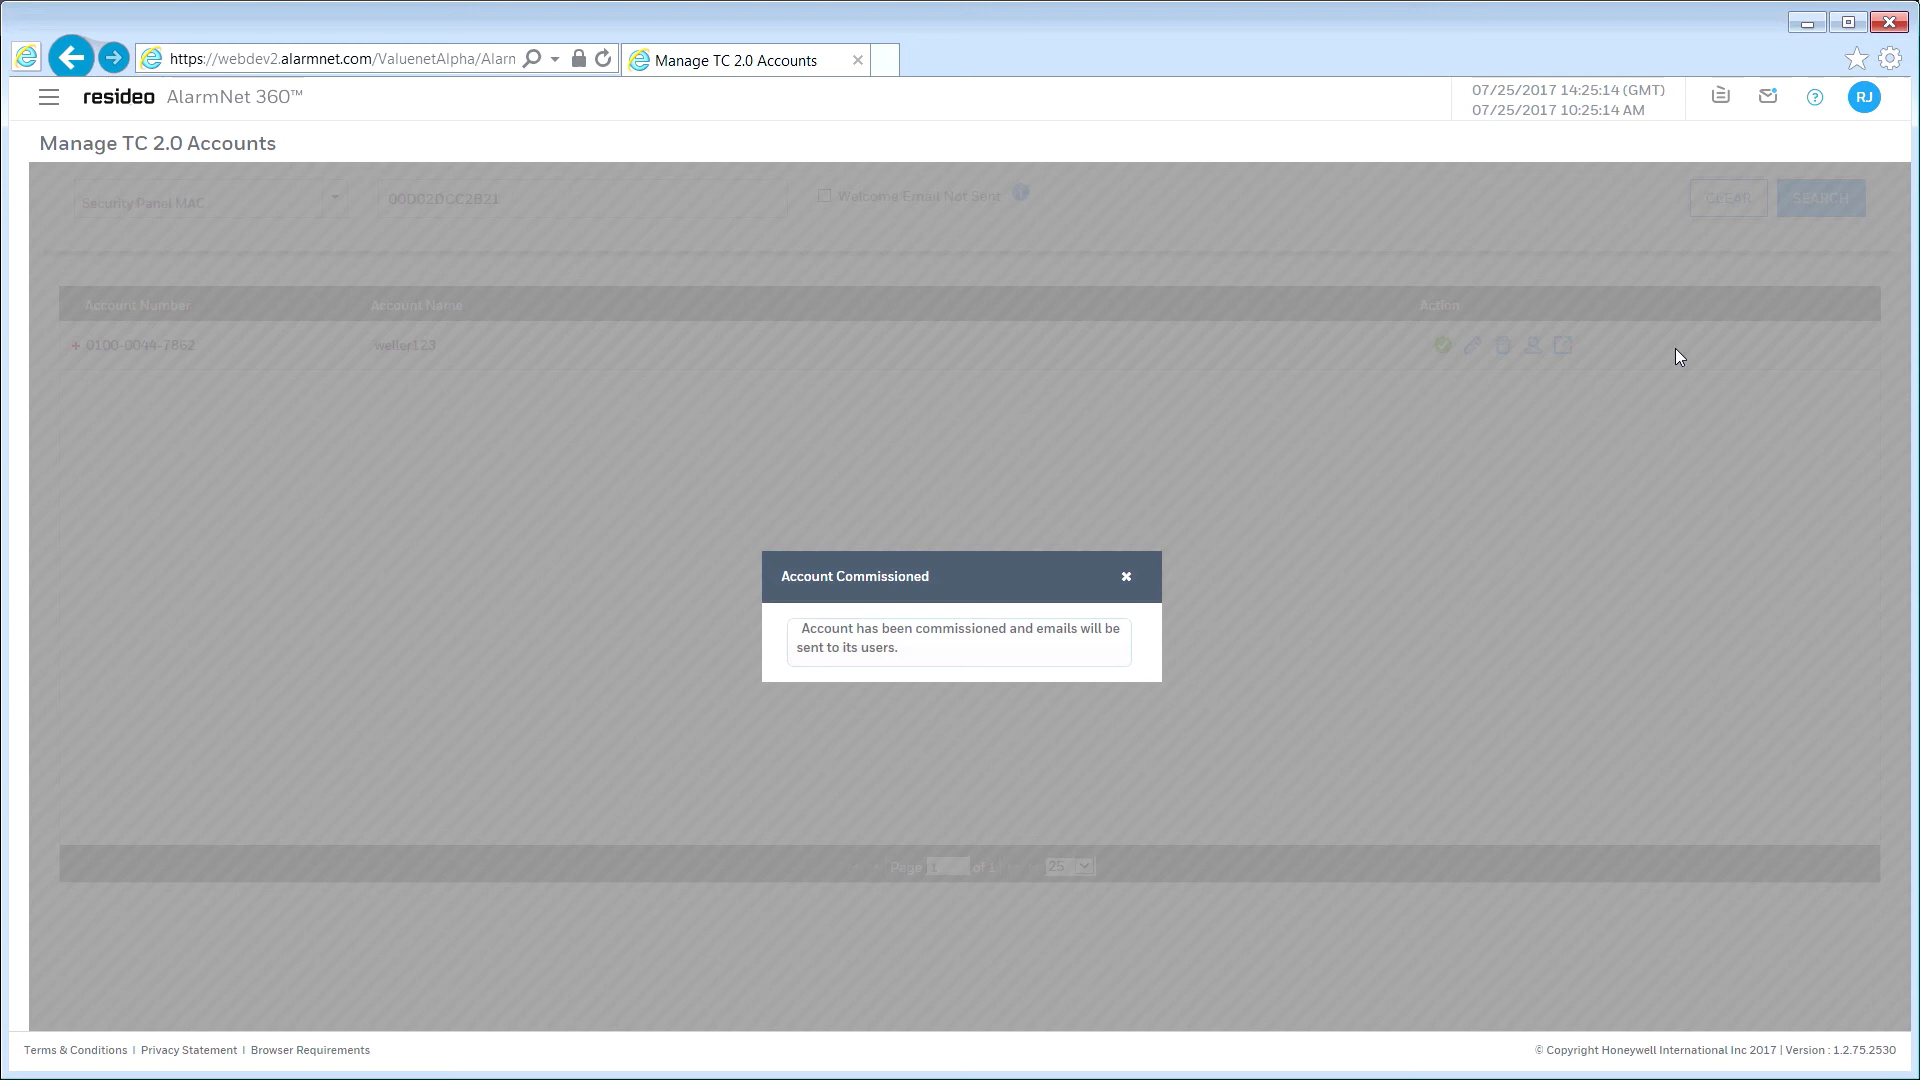 https://webdev2.alarmnet.com/ValuenetAlpha/Alarn
Manage TC 2.0 Accounts
resideo AlarmNet 360™
07/25/2017 14:25:14 (GMT)
07/25/2017 10:25:14 AM
RJ
Manage TC 2.0 Accounts
Security Panel MAC
00D02DCC2B21
Welcome Email Not Sent
CLEAR
SEARCH
Account Number
Account Name
Action
+ 0100-0044-7862
weller123
Account Commissioned
Account has been commissioned and emails will be
sent to its users.
Page 1 of 1
25
Terms & Conditions | Privacy Statement | Browser Requirements
© Copyright Honeywell International Inc 2017 | Version : 1.2.75.2530